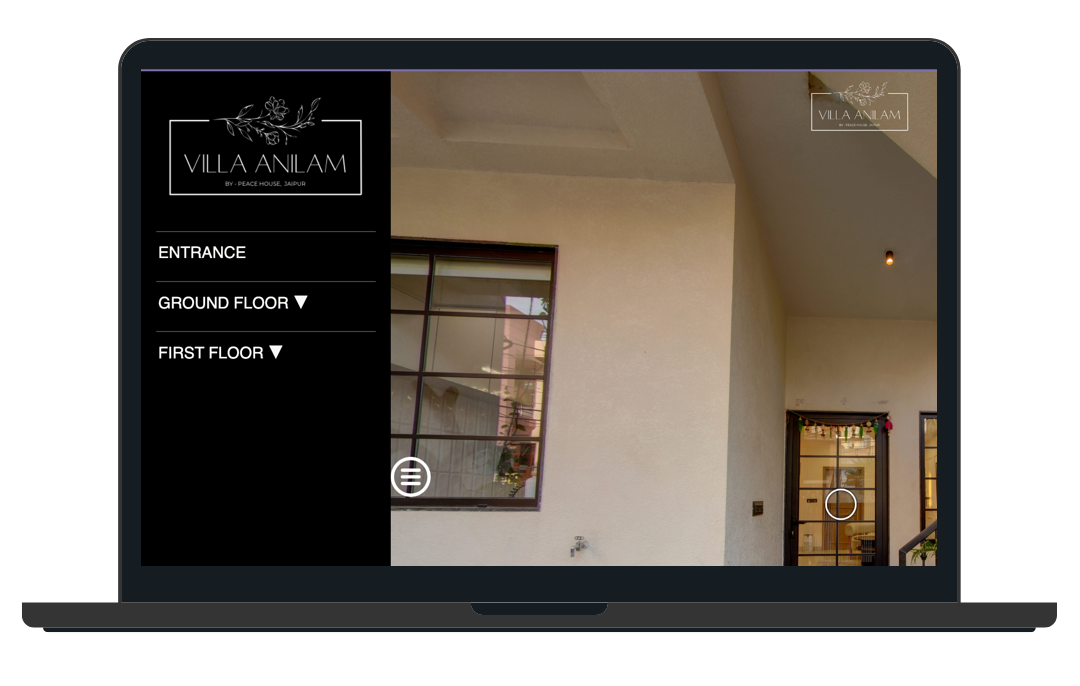 VILLA ANILAM
BY - PEACE HOUSE, JAIPUR
ENTRANCE
GROUND FLOOR ▼
FIRST FLOOR ▼
VILLA ANILAM
BY - PEACE HOUSE, JAIPUR